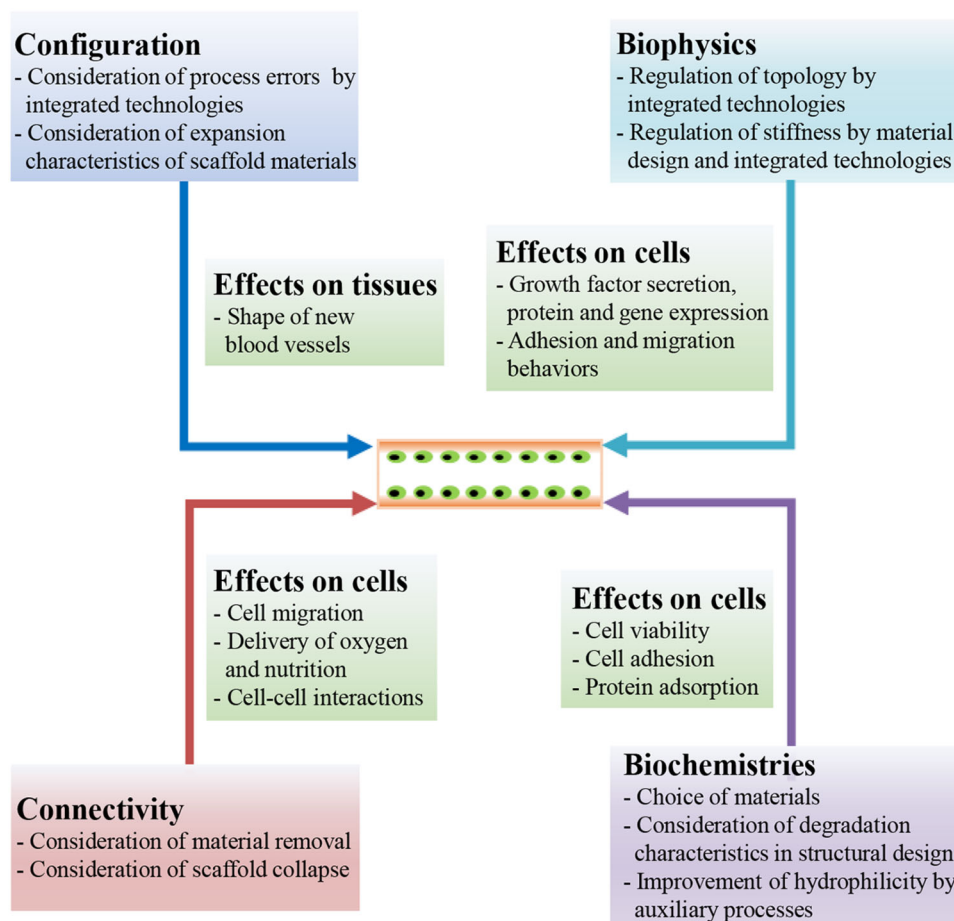 Configuration
- Consideration of process errors by
integrated technologies
- Consideration of expansion
characteristics of scaffold materials
Biophysics
- Regulation of topology by
integrated technologies
- Regulation of stiffness by material
design and integrated technologies
Effects on tissues
- Shape of new
blood vessels
Effects on cells
- Growth factor secretion,
protein and gene expression
- Adhesion and migration
behaviors
Effects on cells
- Cell migration
- Delivery of oxygen
and nutrition
- Cell-cell interactions
Effects on cells
- Cell viability
- Cell adhesion
- Protein adsorption
Connectivity
- Consideration of material removal
- Consideration of scaffold collapse
Biochemistries
- Choice of materials
- Consideration of degradation
characteristics in structural design
- Improvement of hydrophilicity by
auxiliary processes